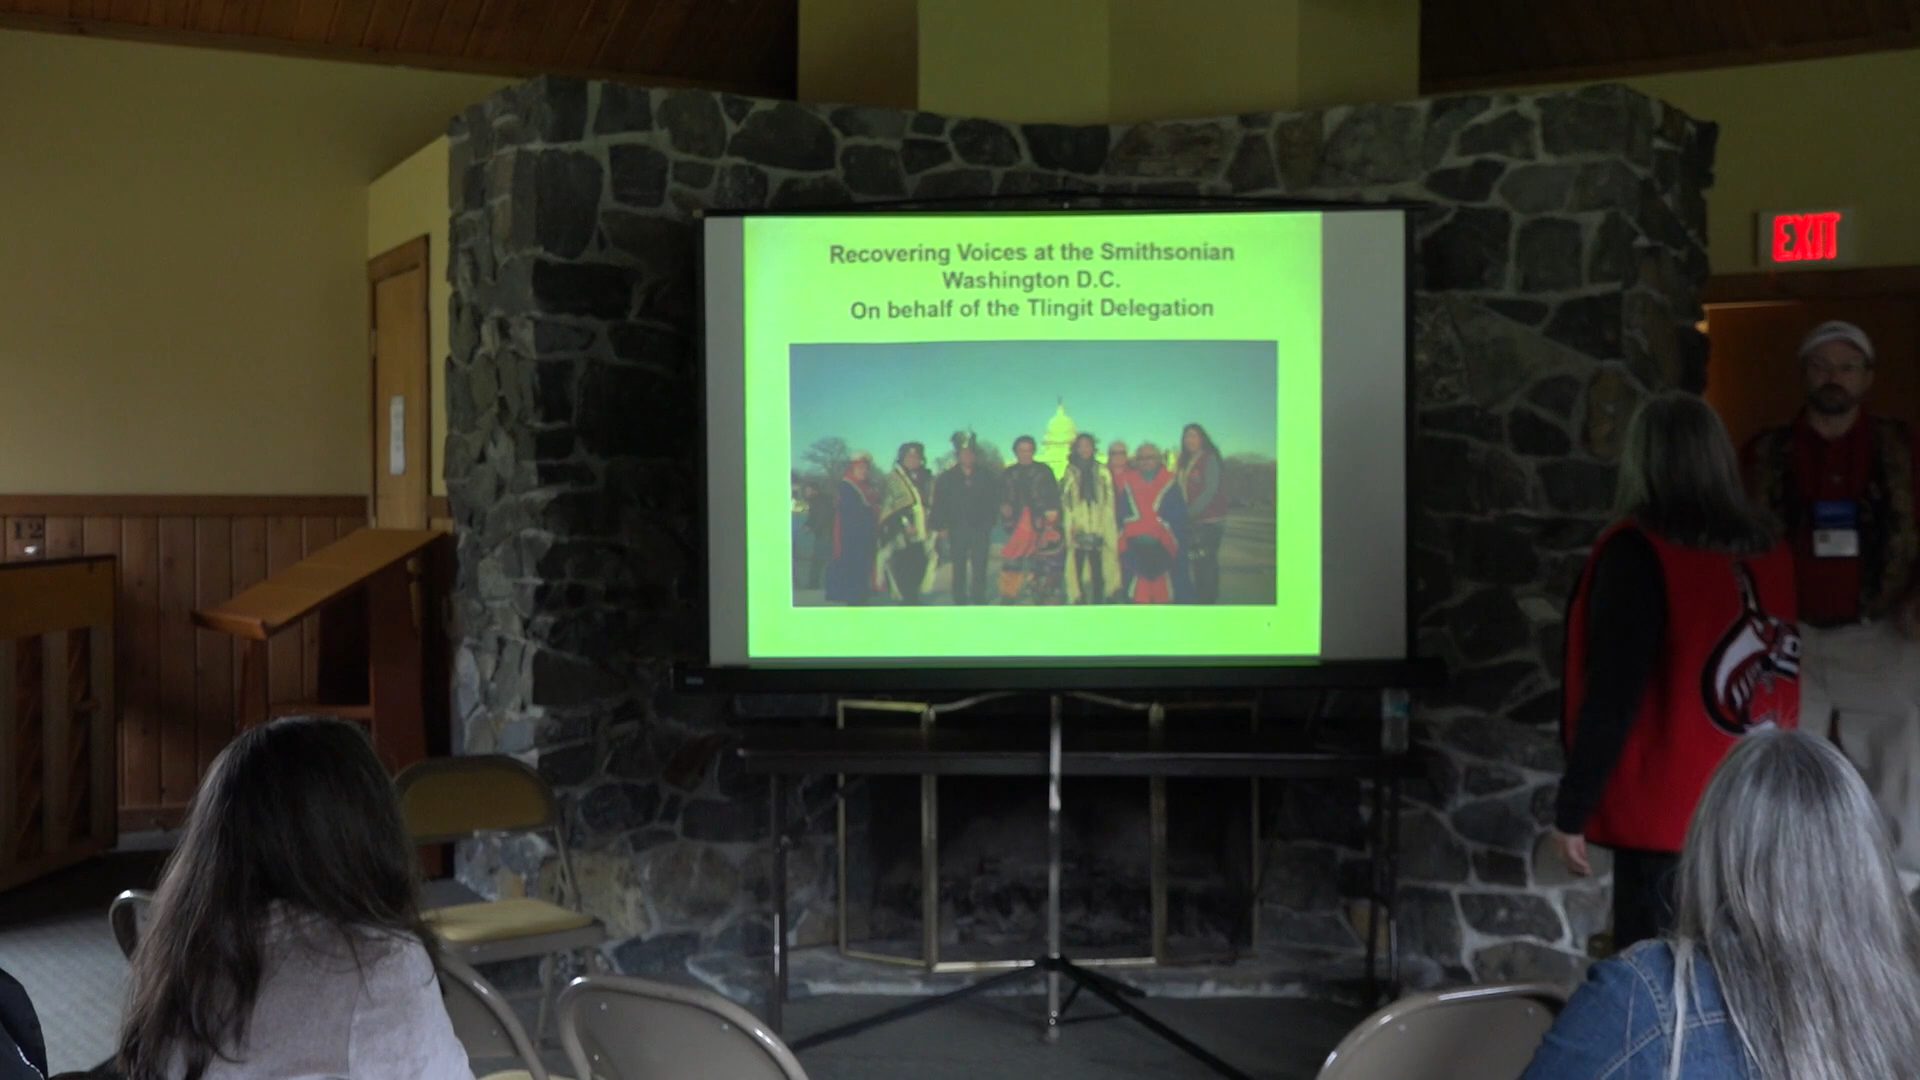 Recovering Voices at the Smithsonian
Washington D.C.
On behalf of the Tlingit Delegation
EXIT
12